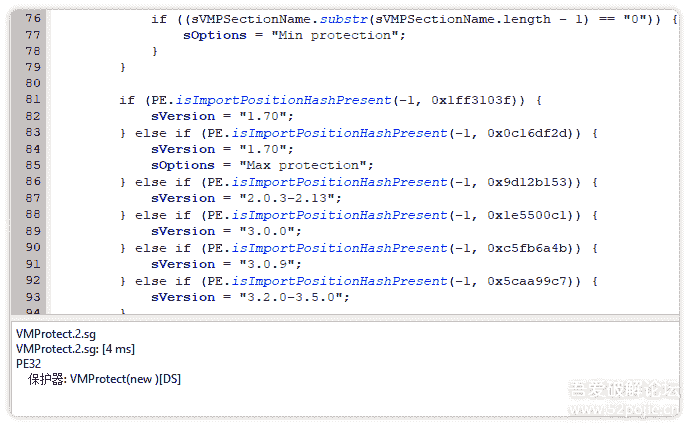 76 if ((sVMPSectionName.substr(sVMPSectionName.length - 1) == "0")) {
77 sOptions = "Min protection";
78 }
79 }
80
81 if (PE.isImportPositionHashPresent(-1, 0x1ff3103f)) {
82 sVersion = "1.70";
83 } else if (PE.isImportPositionHashPresent(-1, 0x0c16df2d)) {
84 sVersion = "1.70";
85 sOptions = "Max protection";
86 } else if (PE.isImportPositionHashPresent(-1, 0x9d12b153)) {
87 sVersion = "2.0.3-2.13";
88 } else if (PE.isImportPositionHashPresent(-1, 0x1e5500c1)) {
89 sVersion = "3.0.0";
90 } else if (PE.isImportPositionHashPresent(-1, 0xc5fb6a4b)) {
91 sVersion = "3.0.9";
92 } else if (PE.isImportPositionHashPresent(-1, 0x5caa99c7)) {
93 sVersion = "3.2.0-3.5.0";
94 }
VMProtect.2.sg
VMProtect.2.sg: [4 ms]
PE32
保护器: VMProtect(new )[DS]
吾爱破解论坛
www.52pojie.cn